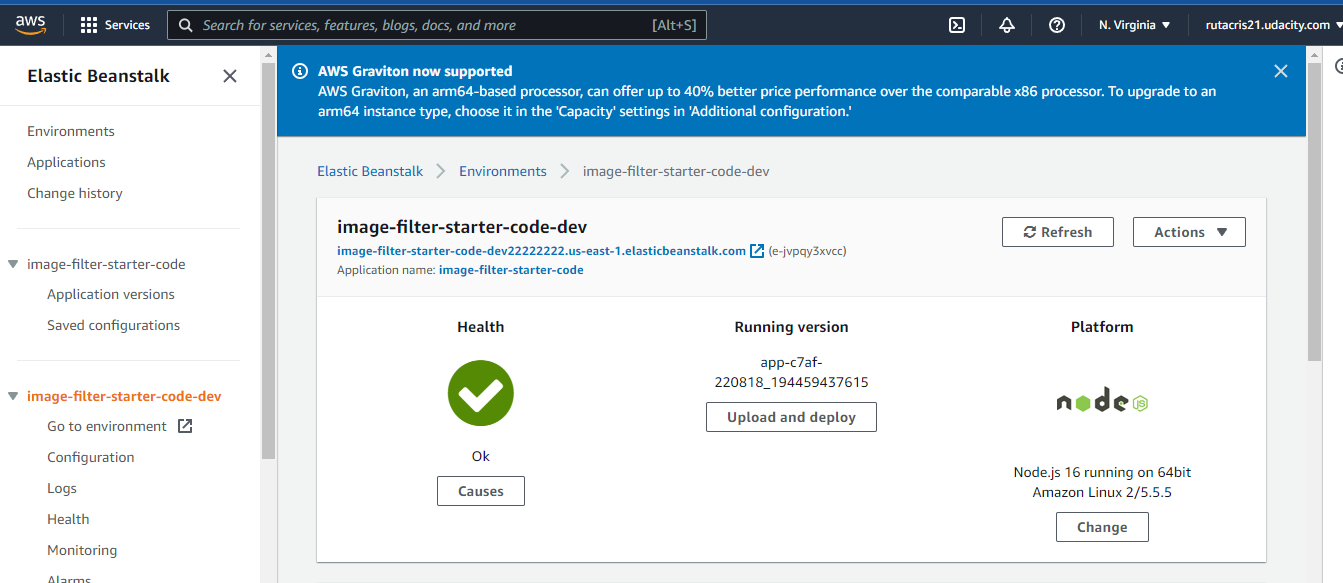 aws
Services
Search for services, features, blogs, docs, and more
[Alt+S]
N. Virginia
rutacris21.udacity.com
Elastic Beanstalk
Environments
Applications
Change history
image-filter-starter-code
Application versions
Saved configurations
image-filter-starter-code-dev
Go to environment
Configuration
Logs
Health
Monitoring
Alarms
AWS Graviton now supported
AWS Graviton, an arm64-based processor, can offer up to 40% better price performance over the comparable x86 processor. To upgrade to an
arm64 instance type, choose it in the 'Capacity' settings in 'Additional configuration.'
Elastic Beanstalk
Environments
image-filter-starter-code-dev
image-filter-starter-code-dev
image-filter-starter-code-dev22222222.us-east-1.elasticbeanstalk.com (e-jvpqy3xvcc)
Application name: image-filter-starter-code
Refresh
Actions
Health
Ok
Causes
Running version
app-c7af-
220818_194459437615
Upload and deploy
Platform
node
JS
Node.js 16 running on 64bit
Amazon Linux 2/5.5.5
Change